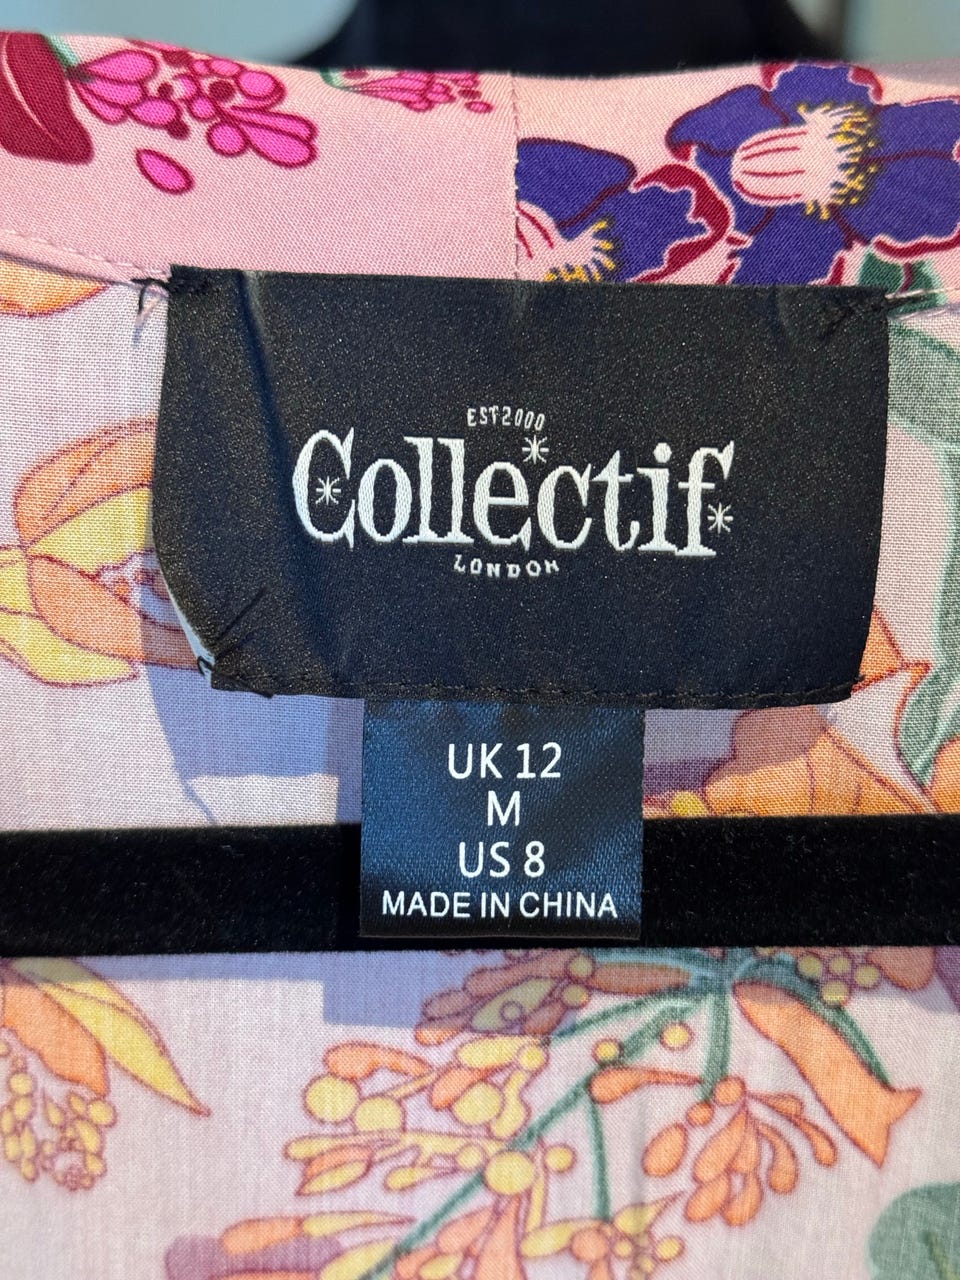 EST2000
Collectif
LONDON
UK 12
M
US 8
MADE IN CHINA